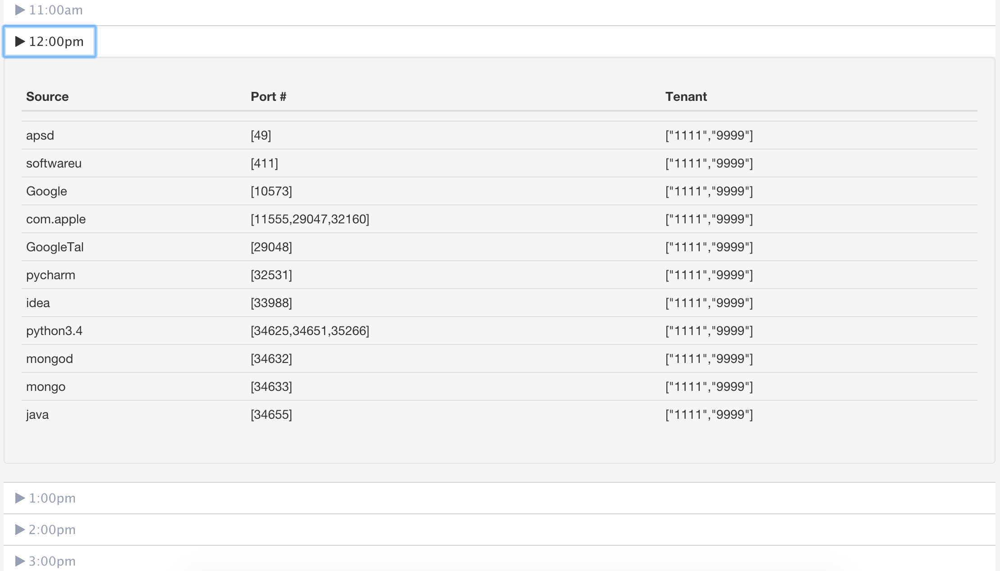 ▶ 11:00am
▶ 12:00pm
Source Port # Tenant
apsd [49] ["1111","9999"]
softwareu [411] ["1111","9999"]
Google [10573] ["1111","9999"]
com.apple [11555,29047,32160] ["1111","9999"]
GoogleTal [29048] ["1111","9999"]
pycharm [32531] ["1111","9999"]
idea [33988] ["1111","9999"]
python3.4 [34625,34651,35266] ["1111","9999"]
mongod [34632] ["1111","9999"]
mongo [34633] ["1111","9999"]
java [34655] ["1111","9999"]
▶ 1:00pm
▶ 2:00pm
▶ 3:00pm